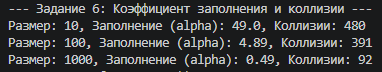 --- Задание 6: Коэффициент заполнения и коллизии ---
Размер: 10, Заполнение (alpha): 49.0, Коллизии: 480
Размер: 100, Заполнение (alpha): 4.89, Коллизии: 391
Размер: 1000, Заполнение (alpha): 0.49, Коллизии: 92